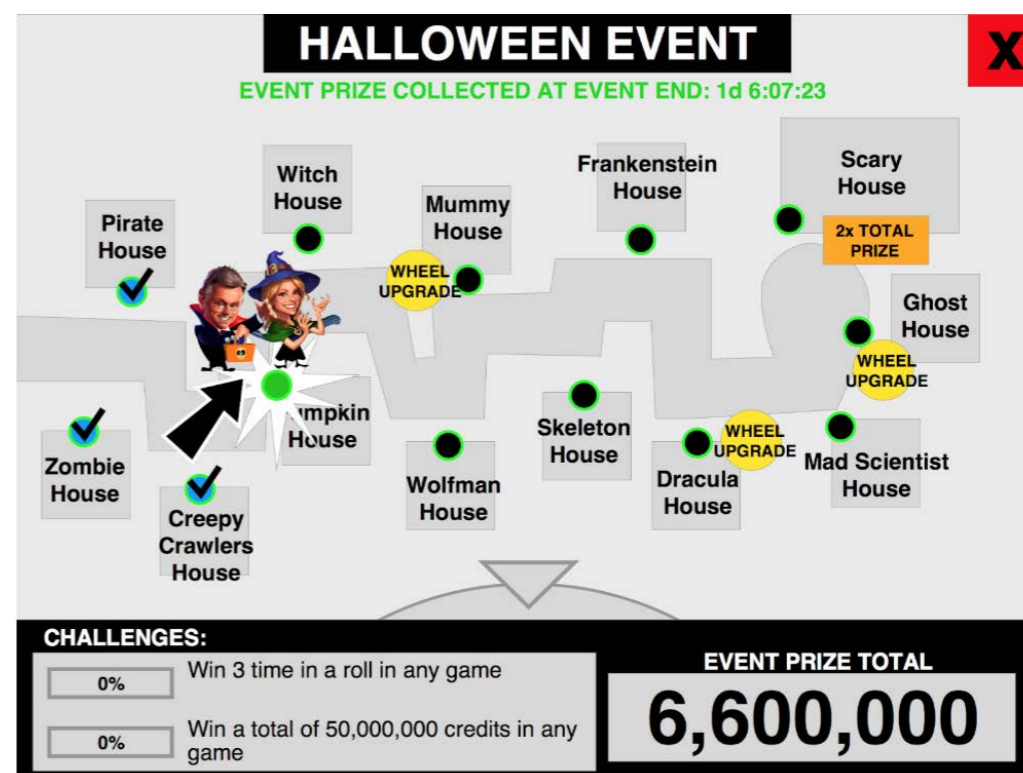 HALLOWEEN EVENT
X
EVENT PRIZE COLLECTED AT EVENT END: 1d 6:07:23
Pirate
House
Witch
House
Mummy
House
WHEEL
UPGRADE
Frankenstein
House
Scary
House
2x TOTAL
PRIZE
Ghost
House
WHEEL
UPGRADE
Zombie
House
Creepy
Crawlers
House
umpkin
House
Wolfman
House
Skeleton
House
Dracula
House
WHEEL
UPGRADE
Mad Scientist
House
CHALLENGES:
0%
Win 3 time in a roll in any game
0%
Win a total of 50,000,000 credits in any
game
EVENT PRIZE TOTAL
6,600,000